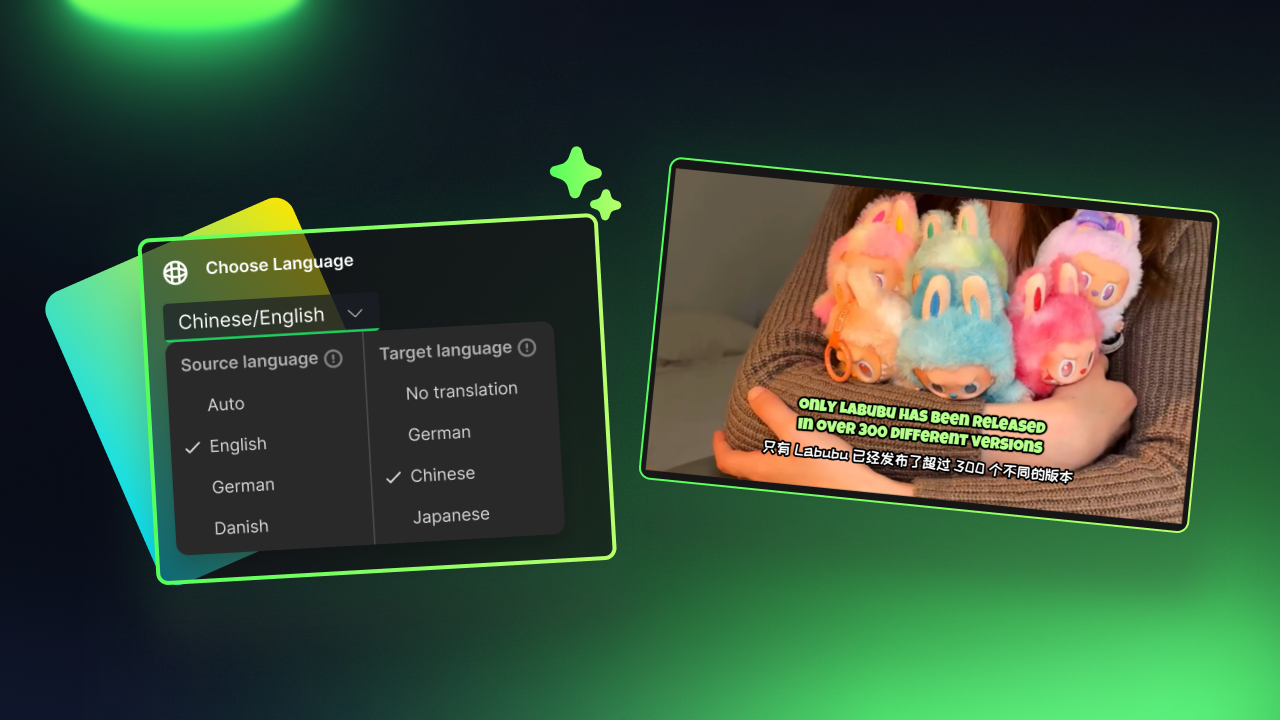 Choose Language
Chinese/English
Source language
Auto
English
German
Danish
Target language
No translation
German
Chinese
Japanese
ONLY LABUBU HAS BEEN RELEASED
IN OVER 300 DIFFERENT VERSIONS
只有 Labubu 已经发布了超过 300 个不同的版本